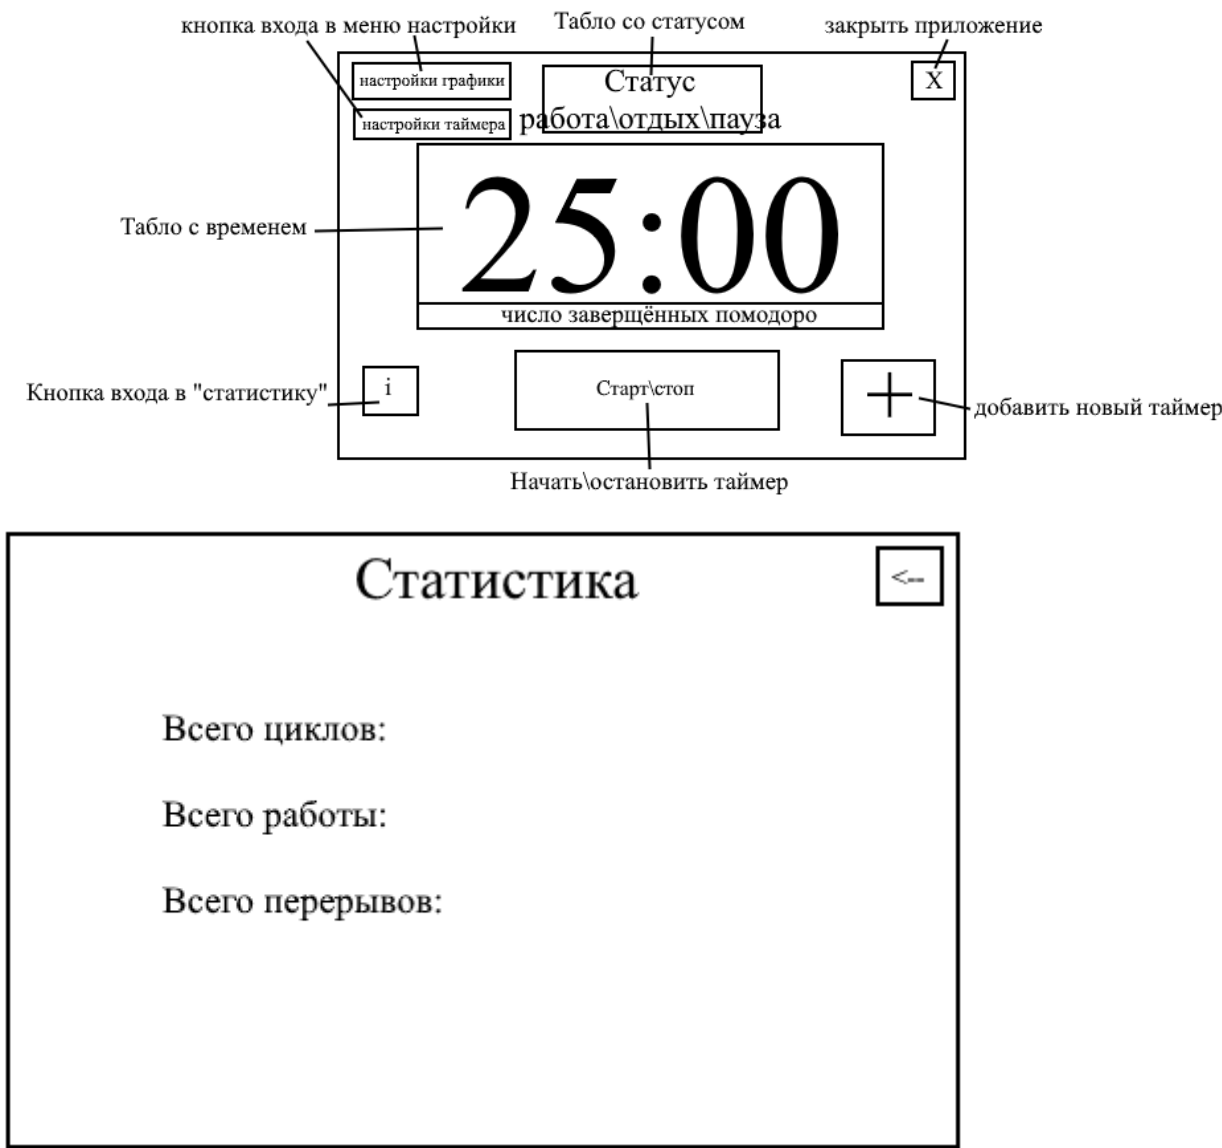 кнопка входа в меню настройки
Табло со статусом
закрыть приложение
настройки графики
Статус
X
настройки таймера
работа\отдых\пауза
25:00
Табло с временем
число заверщённых помодоро
Кнопка входа в "статистику"
i
Старт\стоп
+
добавить новый таймер
Начать\остановить таймер
Статистика
<--
Всего циклов:
Всего работы:
Всего перерывов: